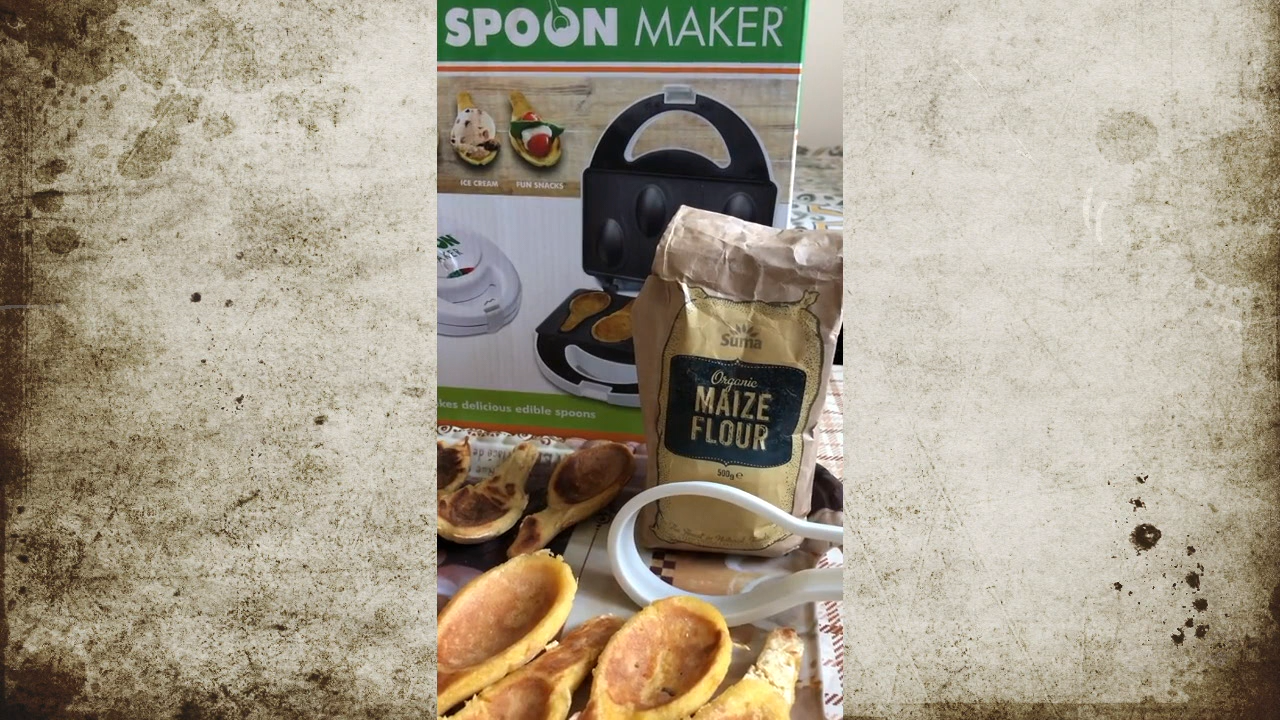 SPOON MAKER
ICE CREAM FUN SNACKS
kes delicious edible spoons
Suma
Organic
MAIZE
FLOUR
500g e